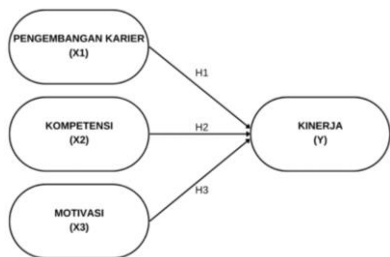 PENGEMBANGAN KARIER
(X1)
H1
KOMPETENSI
(X2)
H2
KINERJA
(Y)
H3
MOTIVASI
(X3)